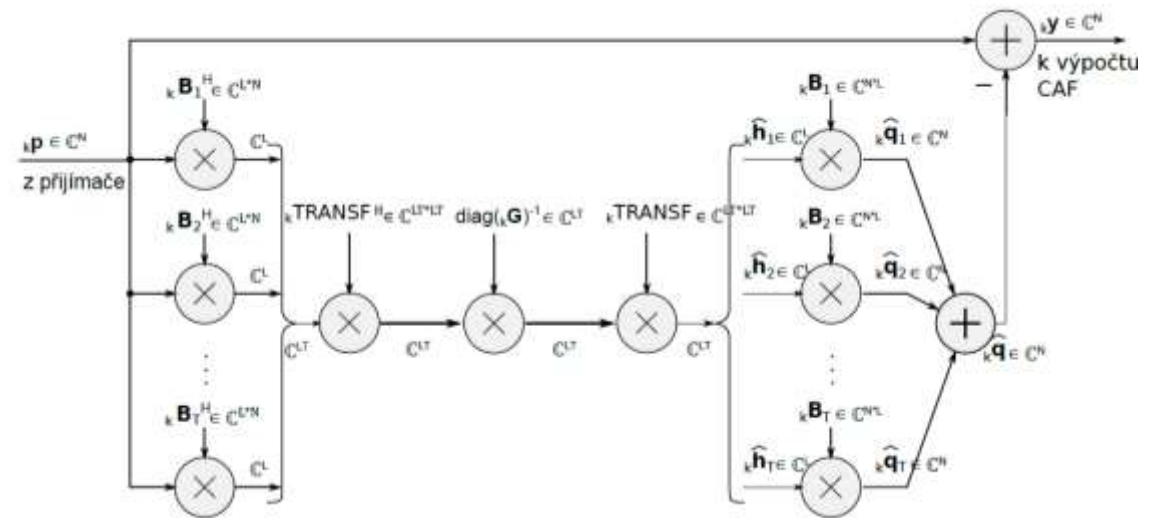 ₖy ∈ ℂᴺ
k výpočtu
CAF
−
ₖp ∈ ℂᴺ
z přijímače
ₖB₁ᴴ ∈ ℂᴸ*ᴺ
ℂᴸ
ₖB₂ᴴ ∈ ℂᴸ*ᴺ
ℂᴸ
ₖB_Tᴴ ∈ ℂᴸ*ᴺ
ℂᴸ
ℂᴸᵀ
ₖTRANSFᴴ ∈ ℂᴸᵀ*ᴸᵀ
ℂᴸᵀ
diag(ₖG)⁻¹ ∈ ℂᴸᵀ
ℂᴸᵀ
ₖTRANSF ∈ ℂᴸᵀ*ᴸᵀ
ℂᴸᵀ
ₖB₁ ∈ ℂᴺ*ᴸ
ₖĥ₁ ∈ ℂᴸ
ₖq̂₁ ∈ ℂᴺ
ₖB₂ ∈ ℂᴺ*ᴸ
ₖĥ₂ ∈ ℂᴸ
ₖq̂₂ ∈ ℂᴺ
ₖB_T ∈ ℂᴺ*ᴸ
ₖĥ_T ∈ ℂᴸ
ₖq̂_T ∈ ℂᴺ
ₖq̂ ∈ ℂᴺ